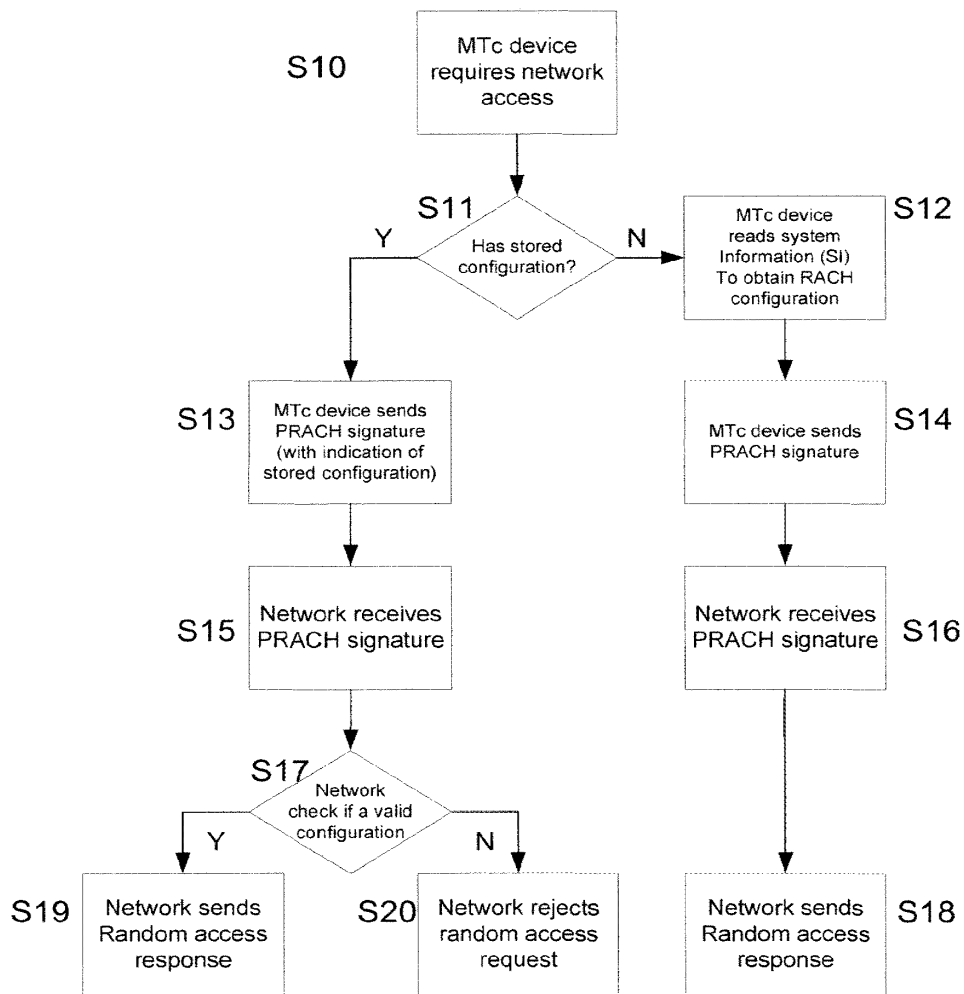 S10
MTc device
requires network
access
S11
Has stored
configuration?
Y
N
S12
MTc device
reads system
Information (SI)
To obtain RACH
configuration
S13
MTc device sends
PRACH signature
(with indication of
stored configuration)
S14
MTc device sends
PRACH signature
S15
Network receives
PRACH signature
S16
Network receives
PRACH signature
S17
Network
check if a valid
configuration
Y
N
S19
Network sends
Random access
response
S20
Network rejects
random access
request
S18
Network sends
Random access
response